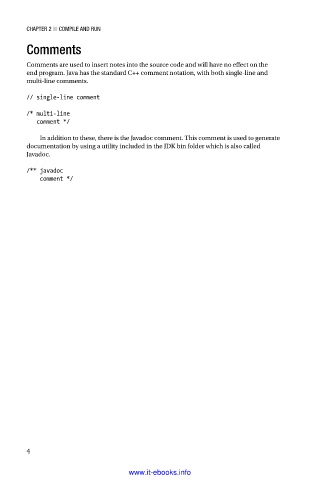 CHAPTER 2 ■ COMPILE AND RUN
Comments
Comments are used to insert notes into the source code and will have no effect on the
end program. Java has the standard C++ comment notation, with both single-line and
multi-line comments.
// single-line comment
/* multi-line
comment */
In addition to these, there is the Javadoc comment. This comment is used to generate
documentation by using a utility included in the JDK bin folder which is also called
Javadoc.
/** javadoc
comment */
4
www.it-ebooks.info